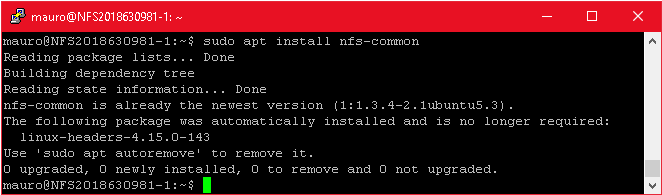 mauro@NFS2018630981-1: ~
mauro@NFS2018630981-1:~$ sudo apt install nfs-common
Reading package lists... Done
Building dependency tree
Reading state information... Done
nfs-common is already the newest version (1:1.3.4-2.1ubuntu5.3).
The following package was automatically installed and is no longer required:
  linux-headers-4.15.0-143
Use 'sudo apt autoremove' to remove it.
0 upgraded, 0 newly installed, 0 to remove and 0 not upgraded.
mauro@NFS2018630981-1:~$